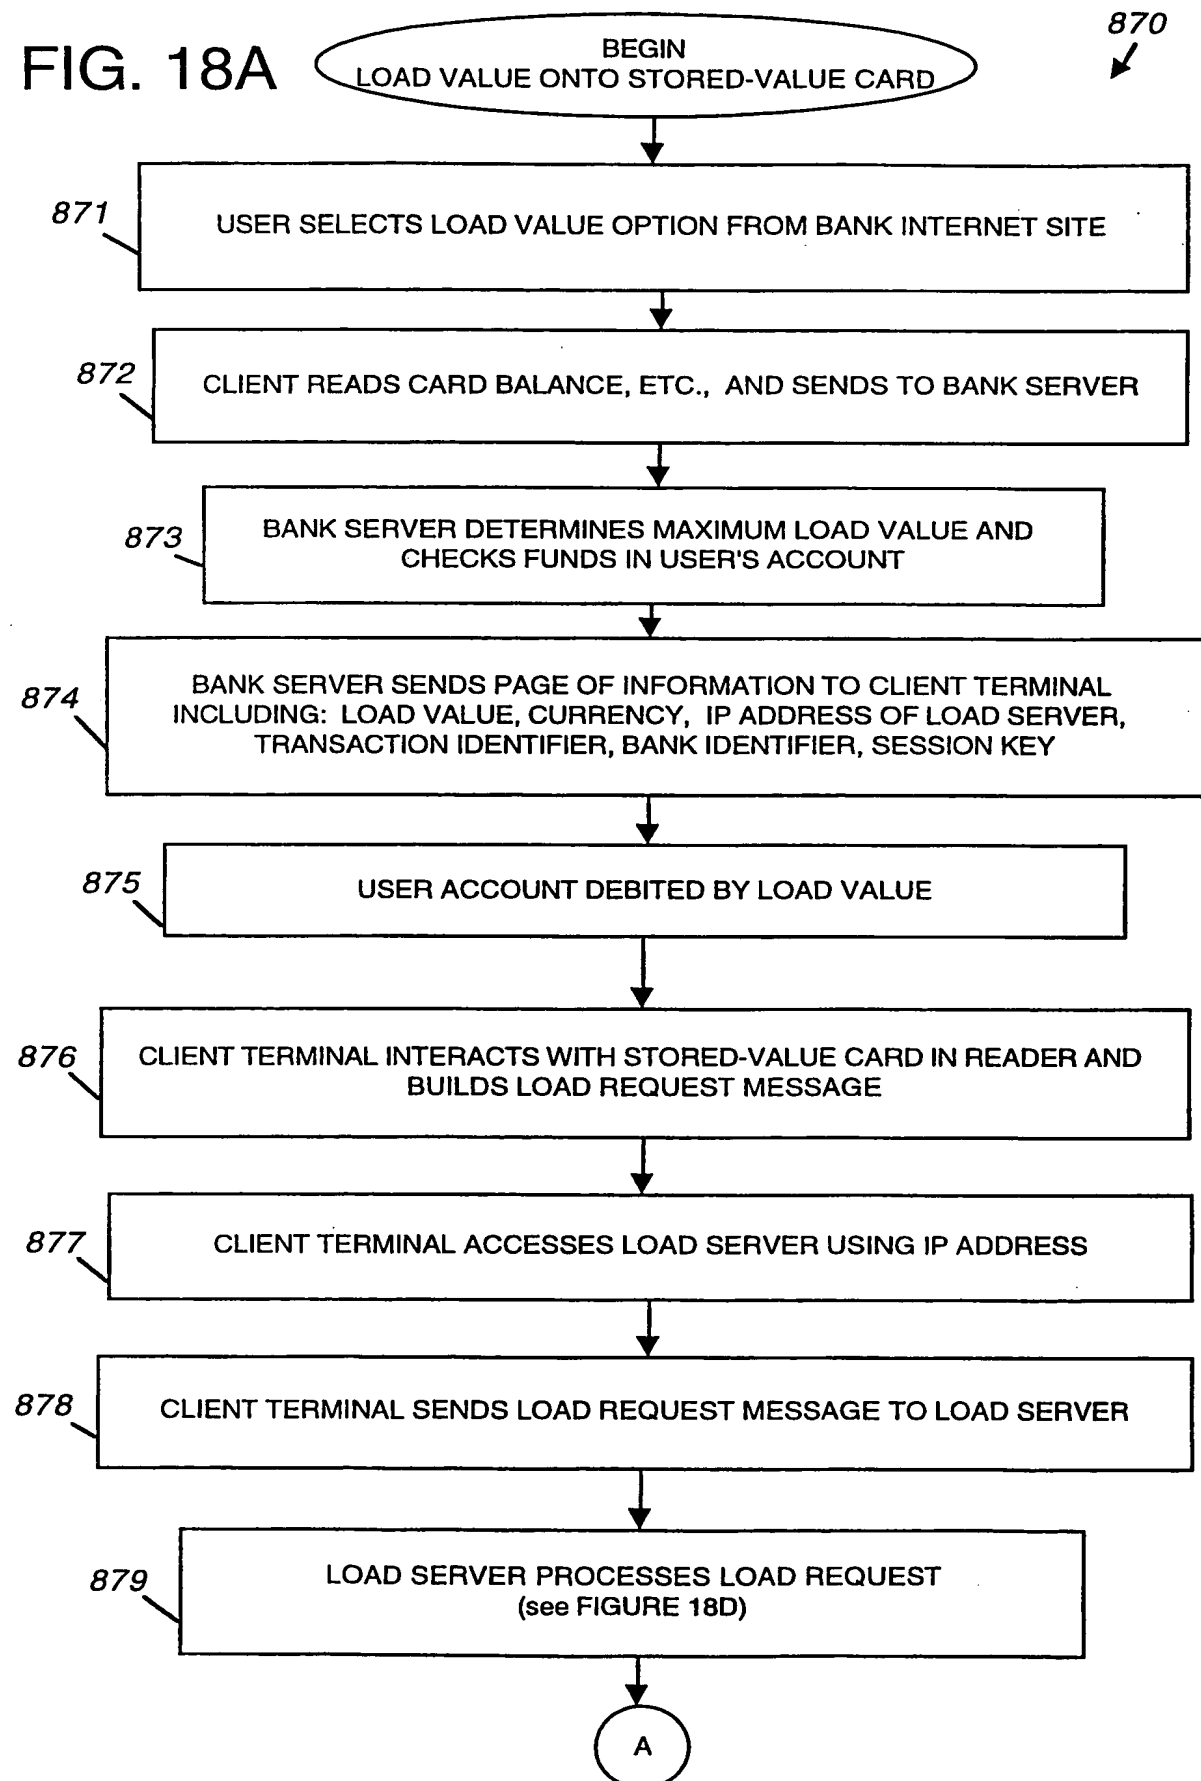 FIG. 18A
870
BEGIN
LOAD VALUE ONTO STORED-VALUE CARD
871
USER SELECTS LOAD VALUE OPTION FROM BANK INTERNET SITE
872
CLIENT READS CARD BALANCE, ETC., AND SENDS TO BANK SERVER
873
BANK SERVER DETERMINES MAXIMUM LOAD VALUE AND
CHECKS FUNDS IN USER'S ACCOUNT
874
BANK SERVER SENDS PAGE OF INFORMATION TO CLIENT TERMINAL
INCLUDING: LOAD VALUE, CURRENCY, IP ADDRESS OF LOAD SERVER,
TRANSACTION IDENTIFIER, BANK IDENTIFIER, SESSION KEY
875
USER ACCOUNT DEBITED BY LOAD VALUE
876
CLIENT TERMINAL INTERACTS WITH STORED-VALUE CARD IN READER AND
BUILDS LOAD REQUEST MESSAGE
877
CLIENT TERMINAL ACCESSES LOAD SERVER USING IP ADDRESS
878
CLIENT TERMINAL SENDS LOAD REQUEST MESSAGE TO LOAD SERVER
879
LOAD SERVER PROCESSES LOAD REQUEST
(see FIGURE 18D)
A